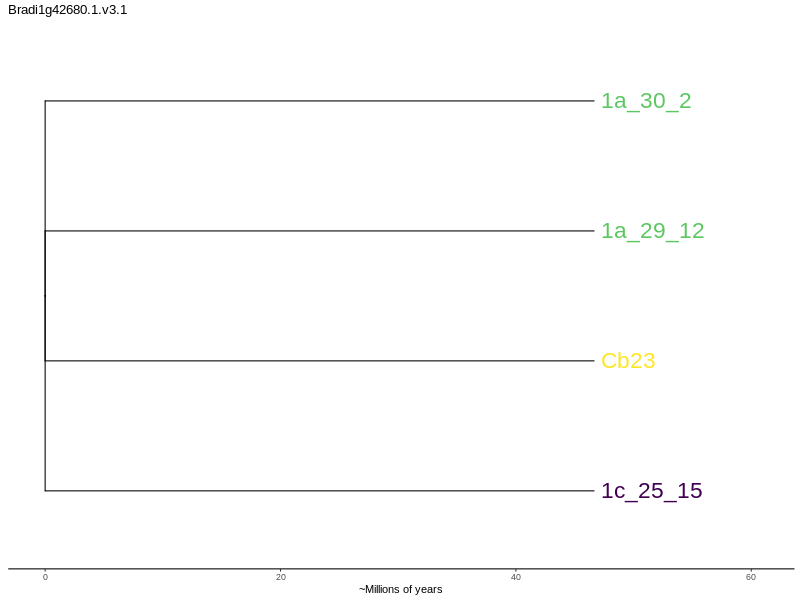 Bradi1g42680.1.v3.1
1a_30_2
1a_29_12
Cb23
1c_25_15
0 20 40 60
~Millions of years